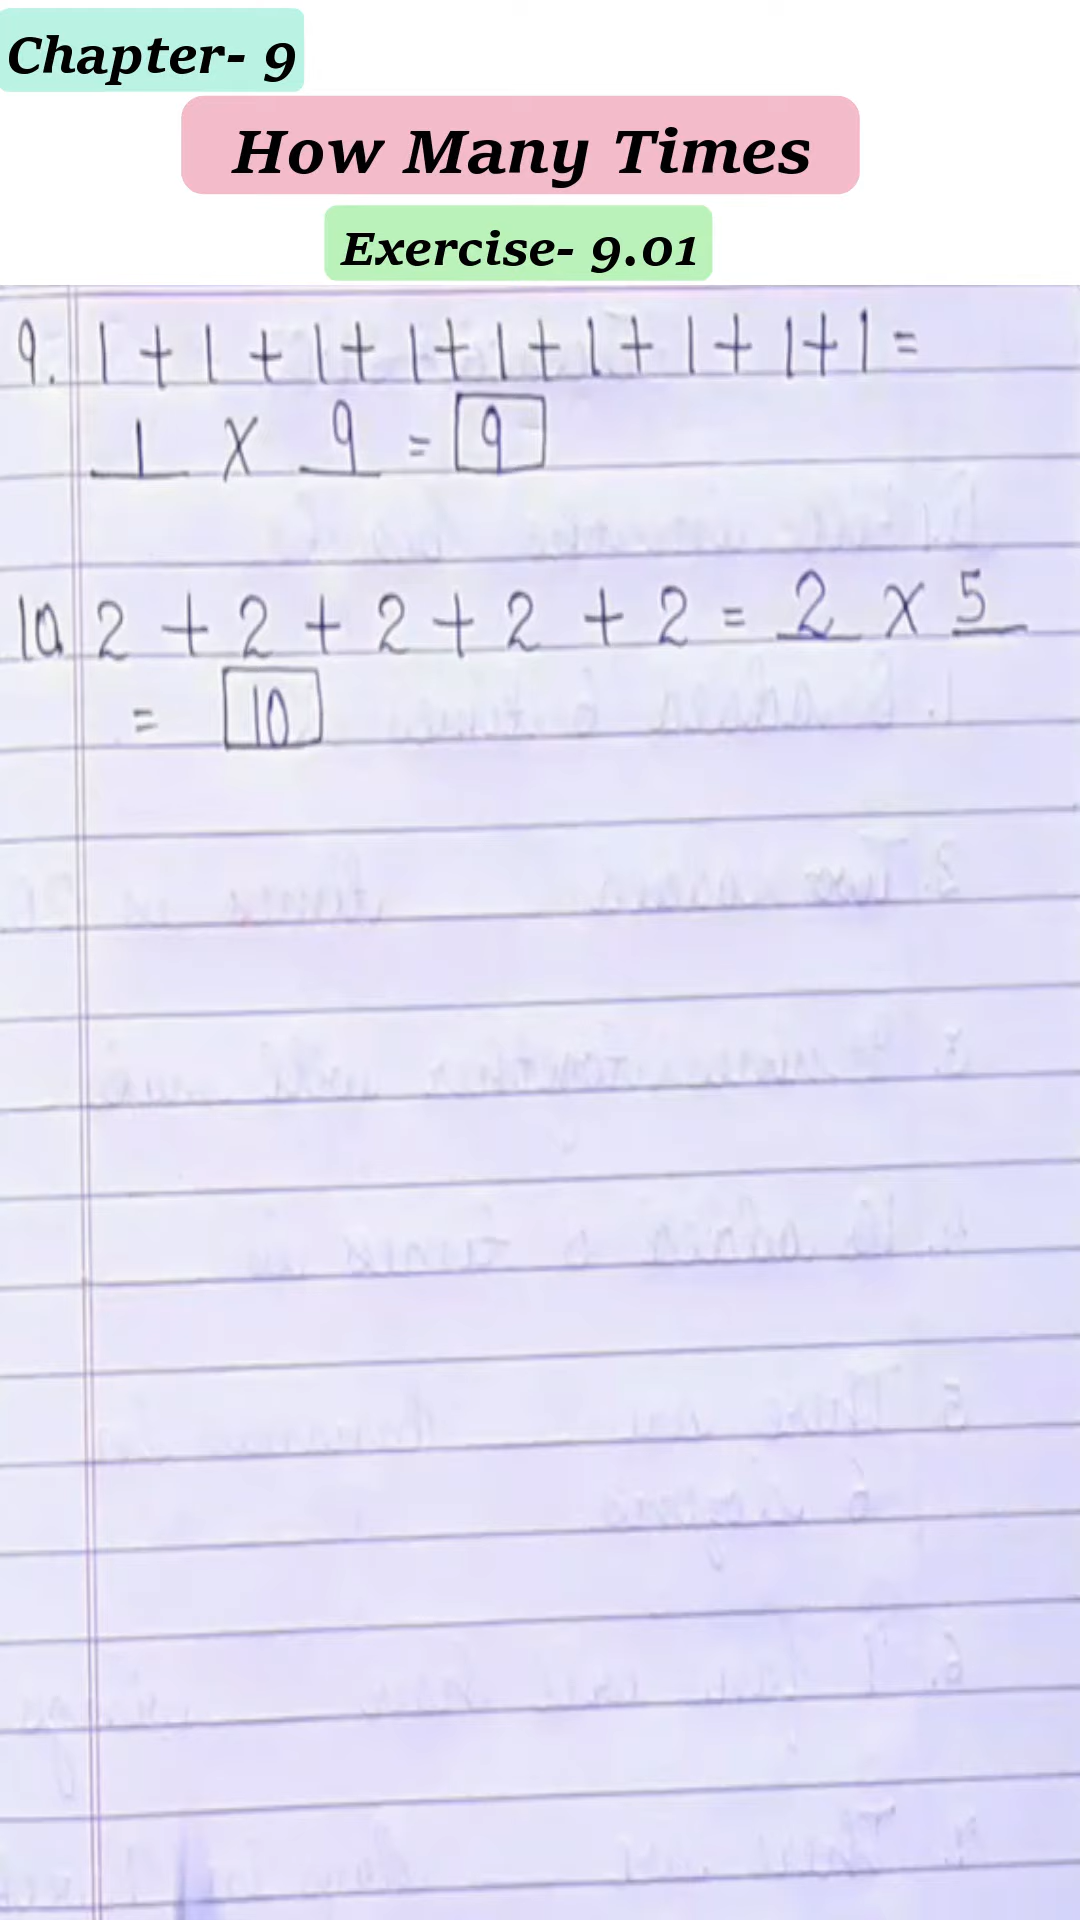 Chapter- 9
How Many Times
Exercise- 9.01
9. 1 + 1 + 1 + 1 + 1 + 1 + 1 + 1 + 1 =
1 X 9 = 9
10. 2 + 2 + 2 + 2 + 2 = 2 X 5
= 10